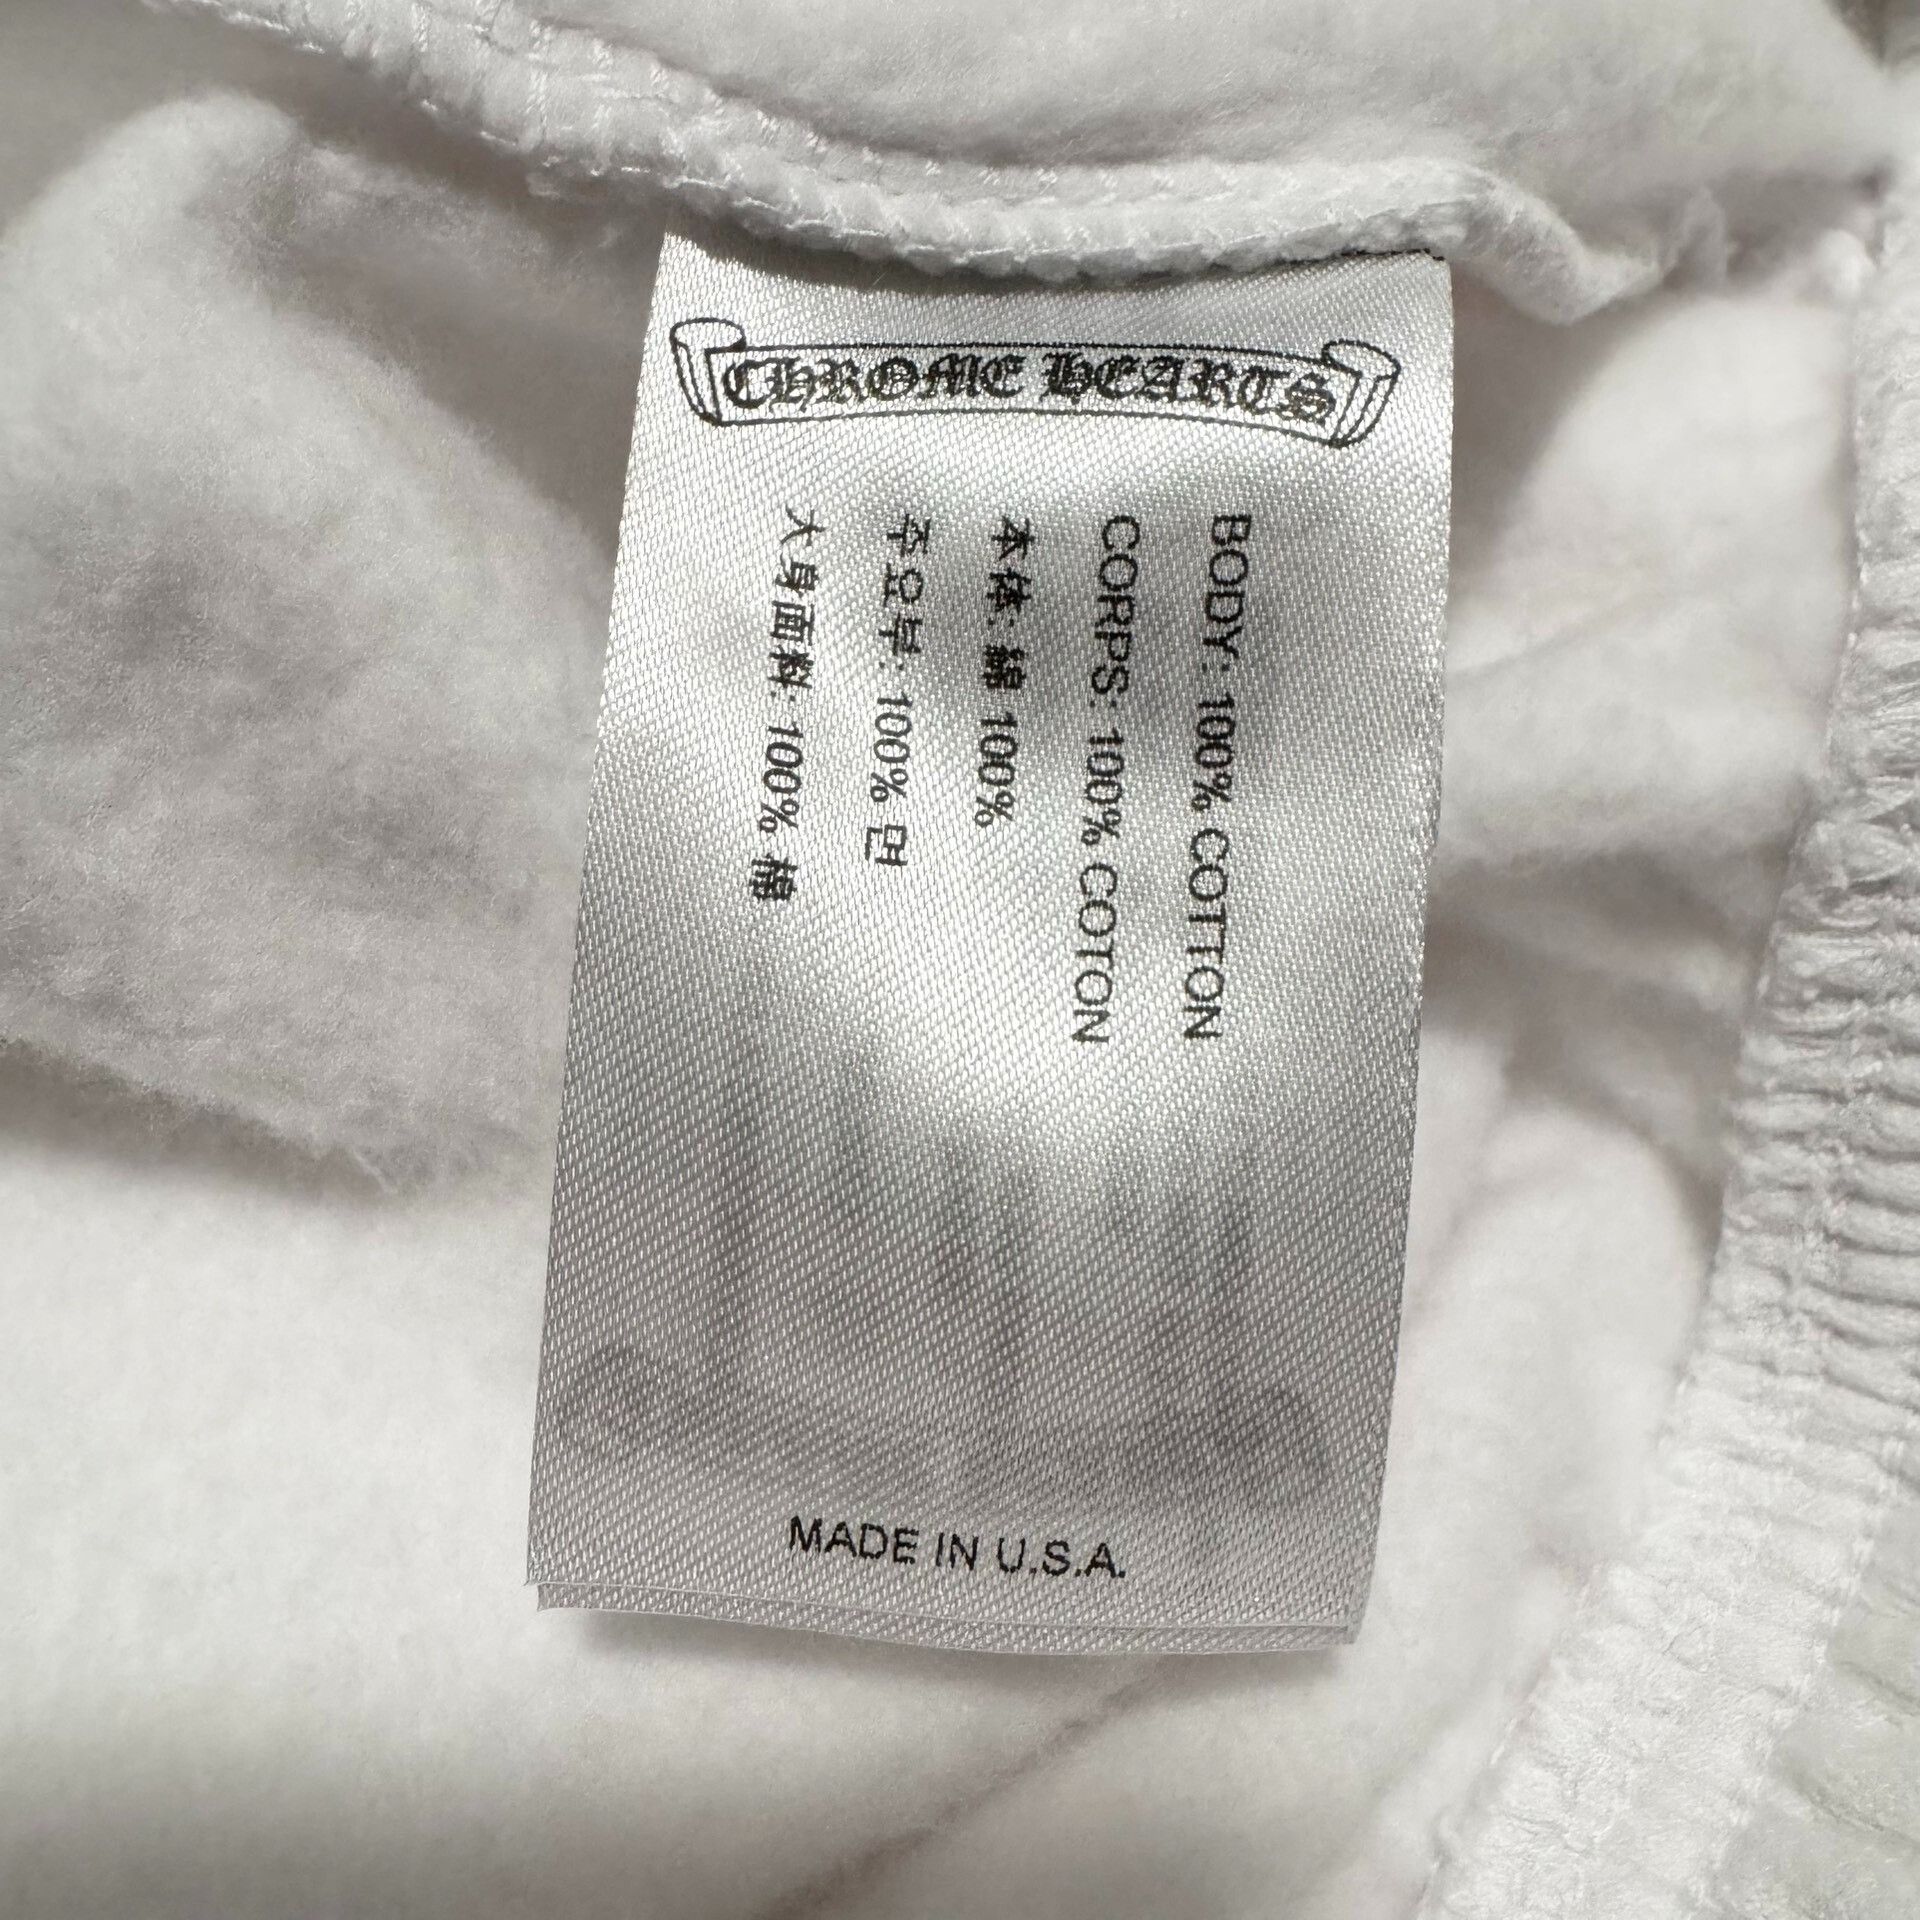 CHROME HEARTS
BODY: 100% COTTON
CORPS: 100% COTON
本体: 綿 100%
주요부: 100% 면
大身面料: 100% 棉
MADE IN U.S.A.